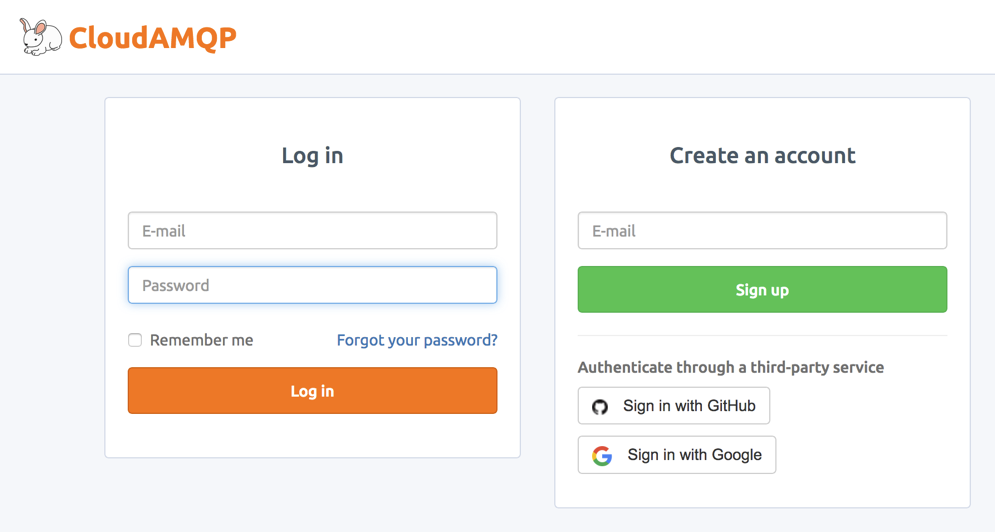 CloudAMQP
Log in
E-mail
Password
Remember me
Forgot your password?
Log in
Create an account
E-mail
Sign up
Authenticate through a third-party service
Sign in with GitHub
Sign in with Google